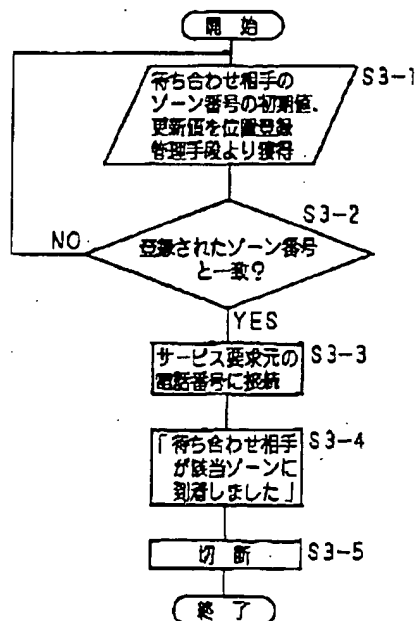 開始
待ち合わせ相手の S3-1
ゾーン番号の初期値、
更新値を位置登録
管理手段より獲得
S3-2
NO
登録されたゾーン番号
と一致?
YES
サービス要求元の S3-3
電話番号に接続
「待ち合わせ相手 S3-4
が該当ゾーンに
到着しました」
切断 S3-5
終了